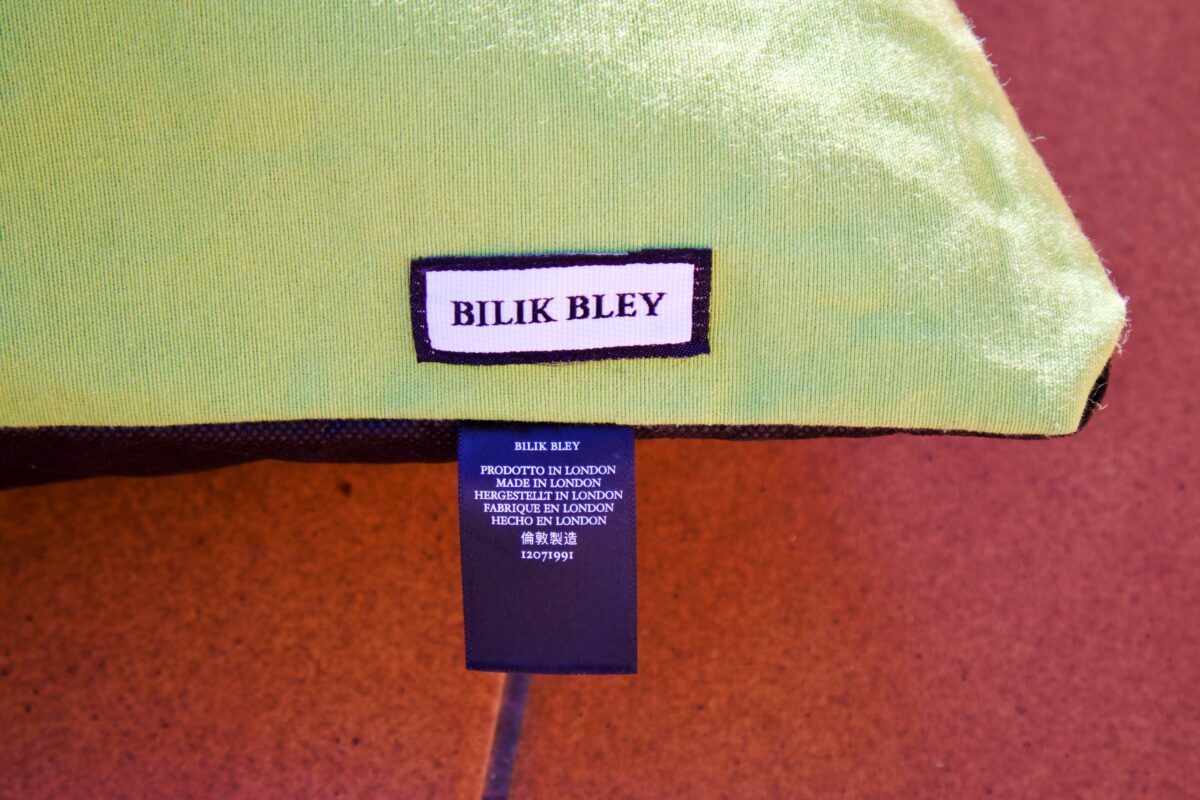 BILIK BLEY
BILIK BLEY
PRODOTTO IN LONDON
MADE IN LONDON
HERGESTELLT IN LONDON
FABRIQUE EN LONDON
HECHO EN LONDON
倫敦製造
12071991